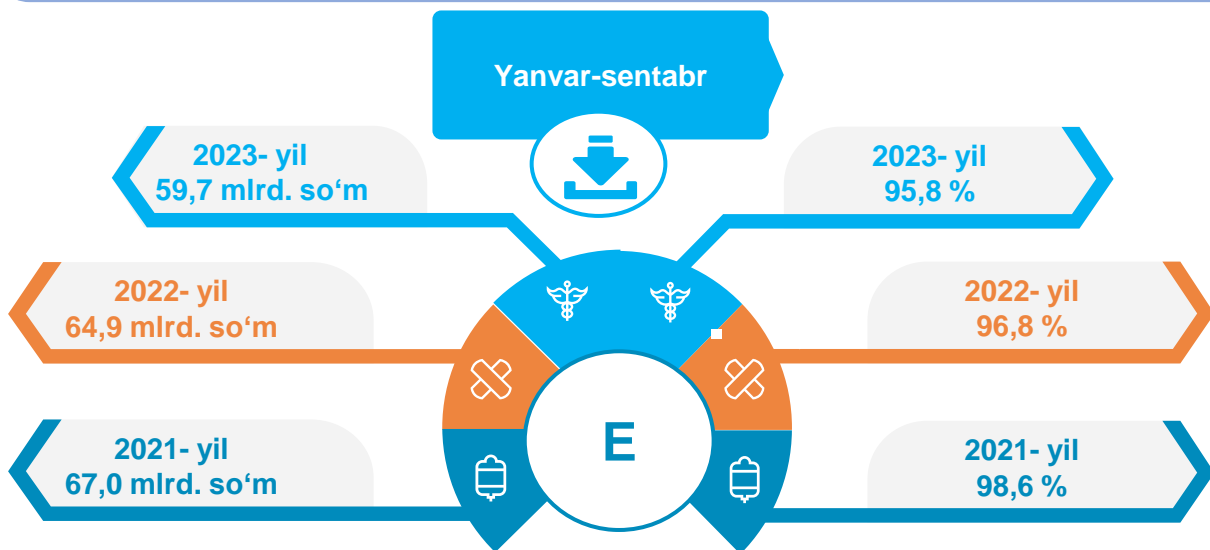 Yanvar-sentabr
2023- yil
59,7 mlrd. so‘m
2023- yil
95,8 %
2022- yil
64,9 mlrd. so‘m
2022- yil
96,8 %
2021- yil
67,0 mlrd. so‘m
2021- yil
98,6 %
E